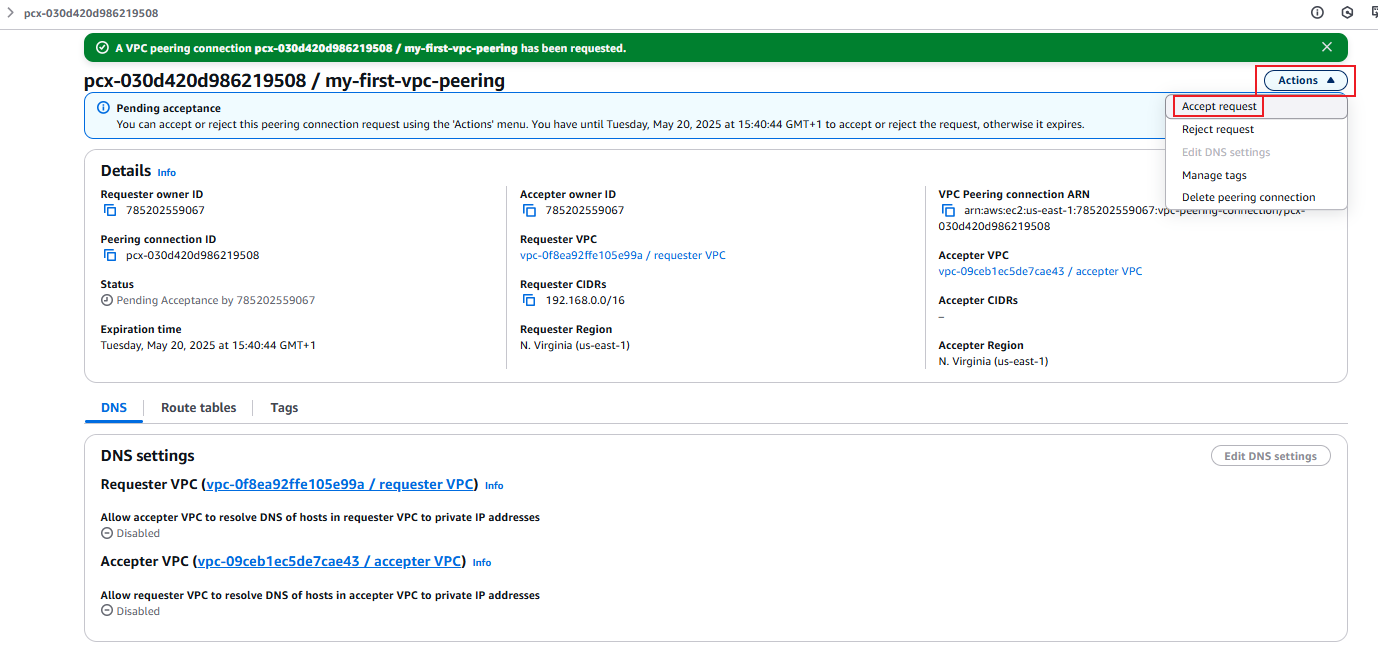 pcx-030d420d986219508
A VPC peering connection pcx-030d420d986219508 / my-first-vpc-peering has been requested.
pcx-030d420d986219508 / my-first-vpc-peering
Actions
Accept request
Reject request
Edit DNS settings
Manage tags
Delete peering connection
Pending acceptance
You can accept or reject this peering connection request using the 'Actions' menu. You have until Tuesday, May 20, 2025 at 15:40:44 GMT+1 to accept or reject the request, otherwise it expires.
Details Info
Requester owner ID
785202559067
Peering connection ID
pcx-030d420d986219508
Status
Pending Acceptance by 785202559067
Expiration time
Tuesday, May 20, 2025 at 15:40:44 GMT+1
Accepter owner ID
785202559067
Requester VPC
vpc-0f8ea92ffe105e99a / requester VPC
Requester CIDRs
192.168.0.0/16
Requester Region
N. Virginia (us-east-1)
VPC Peering connection ARN
arn:aws:ec2:us-east-1:785202559067:vpc-peering-connection/pcx-
030d420d986219508
Accepter VPC
vpc-09ceb1ec5de7cae43 / accepter VPC
Accepter CIDRs
–
Accepter Region
N. Virginia (us-east-1)
DNS
Route tables
Tags
DNS settings
Edit DNS settings
Requester VPC (vpc-0f8ea92ffe105e99a / requester VPC) Info
Allow accepter VPC to resolve DNS of hosts in requester VPC to private IP addresses
Disabled
Accepter VPC (vpc-09ceb1ec5de7cae43 / accepter VPC) Info
Allow requester VPC to resolve DNS of hosts in accepter VPC to private IP addresses
Disabled